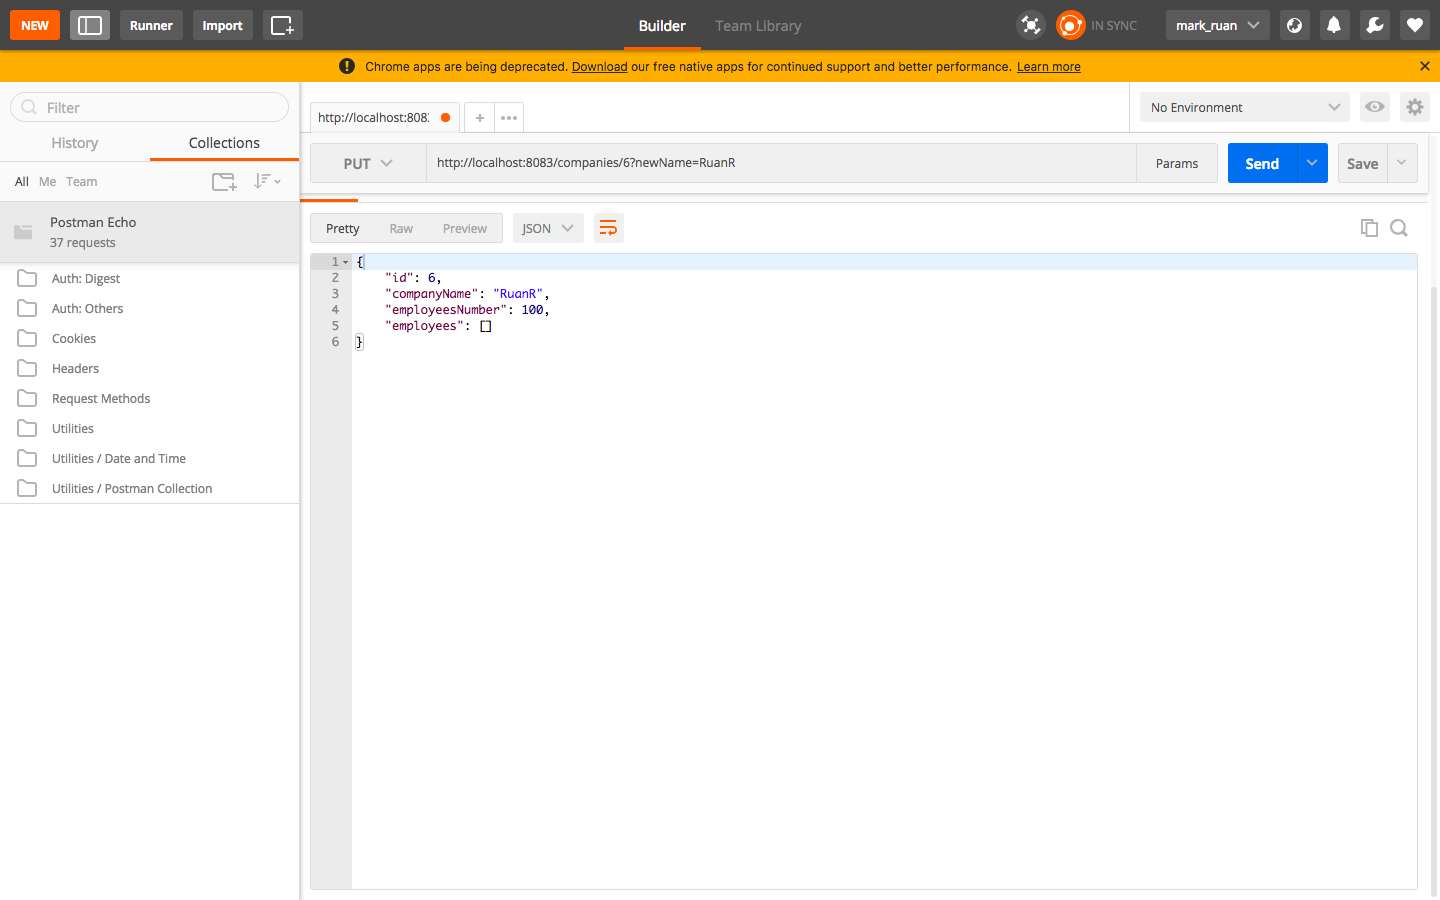 NEW Runner Import Builder Team Library IN SYNC mark_ruan
Chrome apps are being deprecated. Download our free native apps for continued support and better performance. Learn more
Filter
History Collections
All Me Team
Postman Echo
37 requests
Auth: Digest
Auth: Others
Cookies
Headers
Request Methods
Utilities
Utilities / Date and Time
Utilities / Postman Collection
http://localhost:808: + ••• No Environment
PUT http://localhost:8083/companies/6?newName=RuanR Params Send Save
Pretty Raw Preview JSON
1 {
2 "id": 6,
3 "companyName": "RuanR",
4 "employeesNumber": 100,
5 "employees": []
6 }